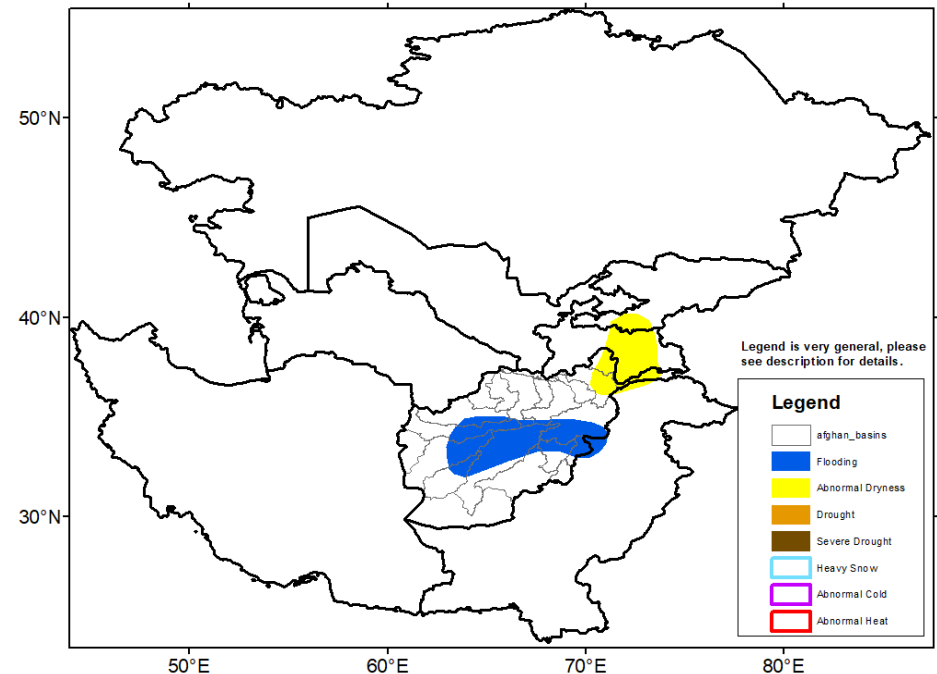 50°N
40°N
30°N
Legend is very general, please
see description for details.
Legend
afghan_basins
Flooding
Abnormal Dryness
Drought
Severe Drought
Heavy Snow
Abnormal Cold
Abnormal Heat
50°E
60°E
70°E
80°E